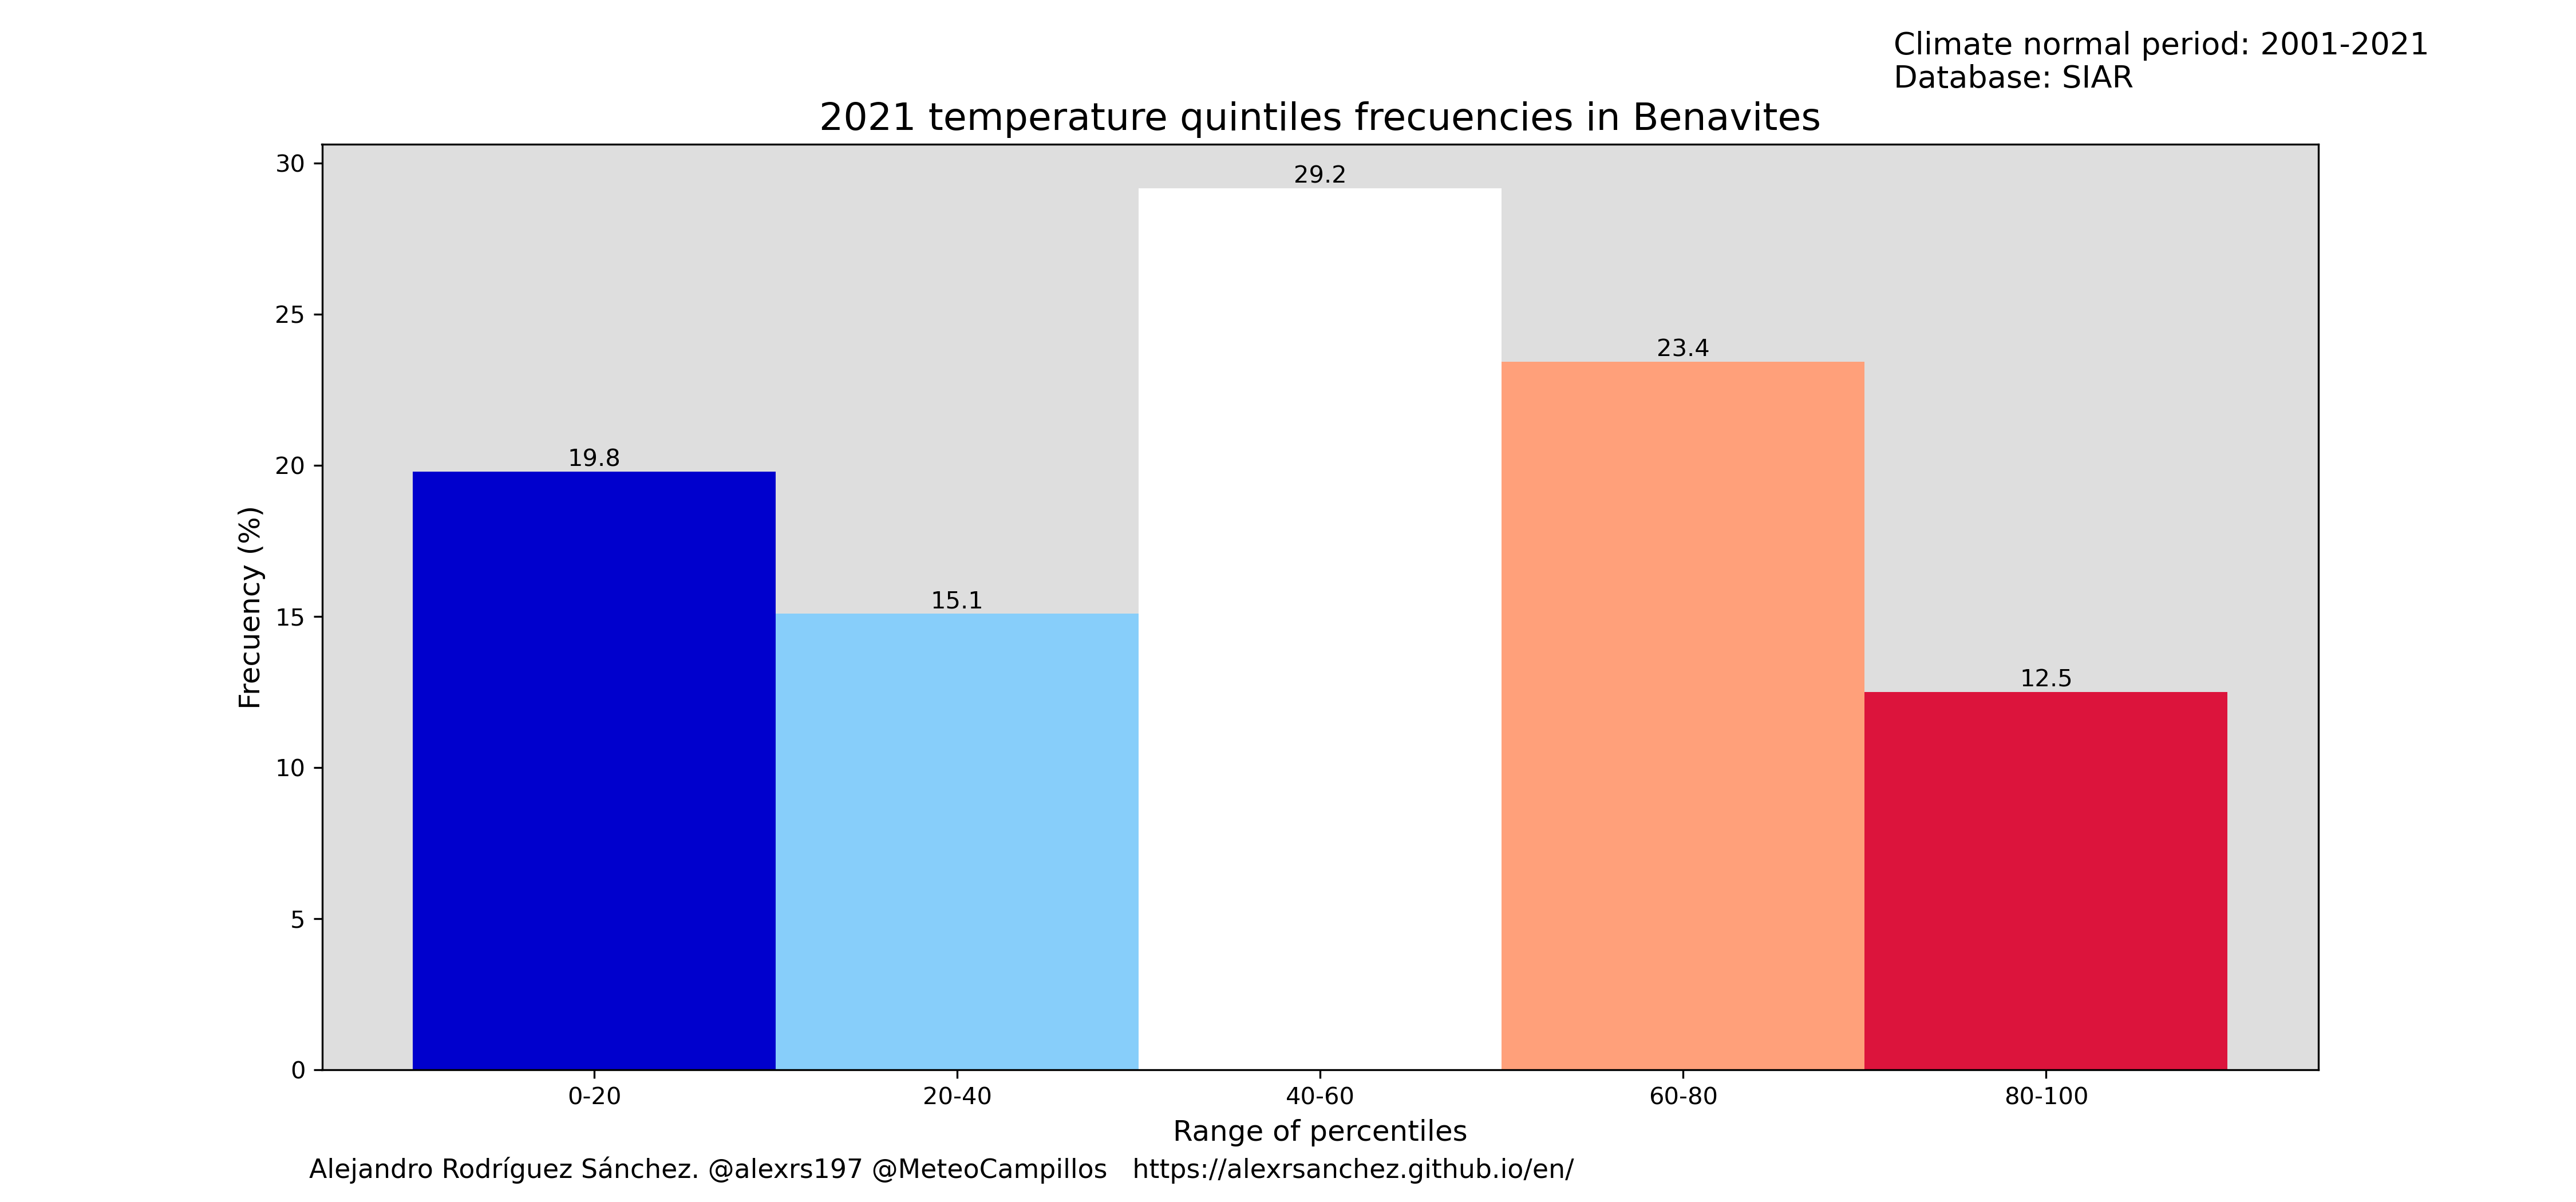 Climate normal period: 2001-2021
Database: SIAR
2021 temperature quintiles frecuencies in Benavites
30
25
20
15
10
5
0
Frecuency (%)
19.8
15.1
29.2
23.4
12.5
0-20
20-40
40-60
60-80
80-100
Range of percentiles
Alejandro Rodríguez Sánchez. @alexrs197 @MeteoCampillos https://alexrsanchez.github.io/en/